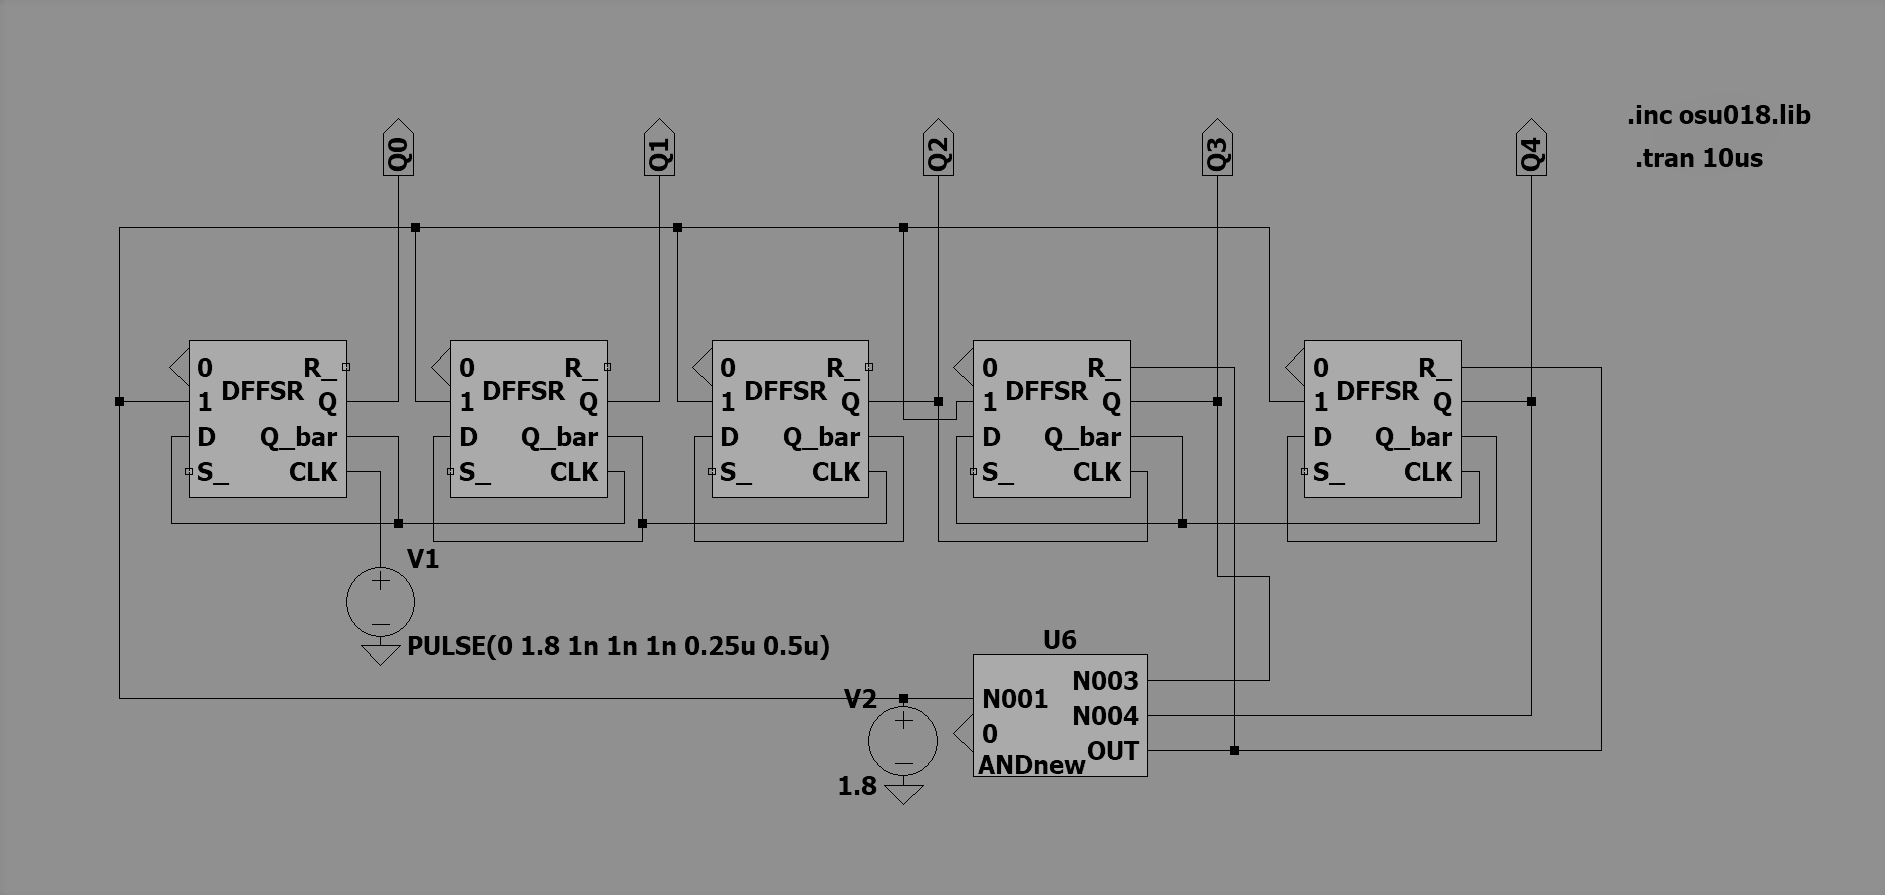 .inc osu018.lib
.tran 10us
Q0
Q1
Q2
Q3
Q4
0
R_
DFFSR
1
Q
D
Q_bar
S_
CLK
0
R_
DFFSR
1
Q
D
Q_bar
S_
CLK
0
R_
DFFSR
1
Q
D
Q_bar
S_
CLK
0
R_
DFFSR
1
Q
D
Q_bar
S_
CLK
0
R_
DFFSR
1
Q
D
Q_bar
S_
CLK
V1
PULSE(0 1.8 1n 1n 1n 0.25u 0.5u)
V2
1.8
U6
N003
N001
N004
0
OUT
ANDnew